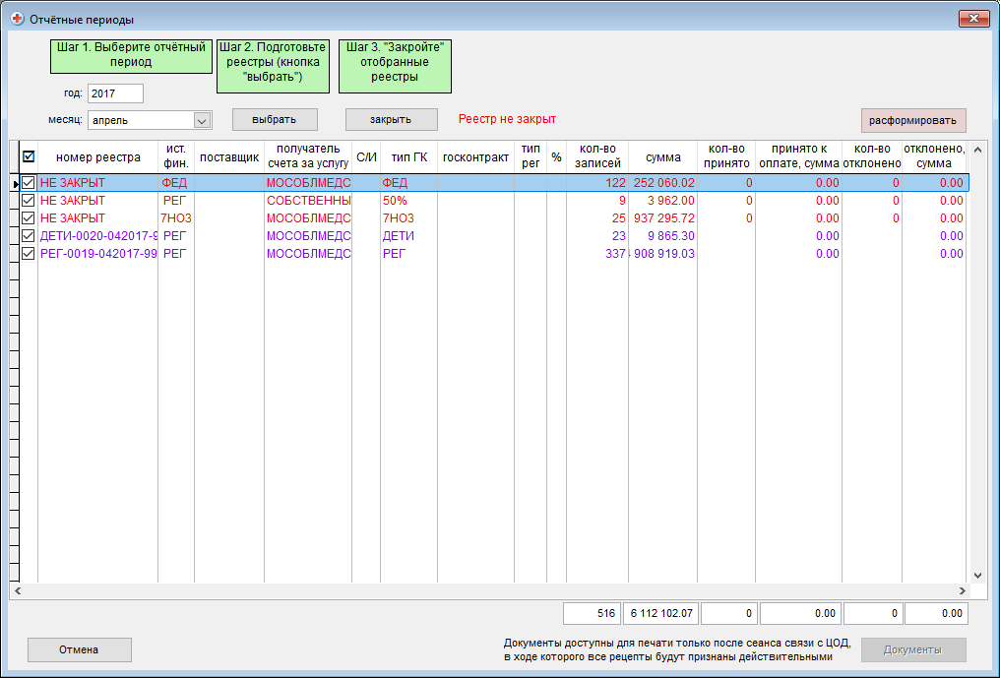 Отчётные периоды
Шаг 1. Выберите отчётный
период
Шаг 2. Подготовьте
реестры (кнопка
"выбрать")
Шаг 3. "Закройте"
отобранные
реестры
год: 2017
месяц: апрель
выбрать
закрыть
Реестр не закрыт
расформировать
номер реестра
ист.
фин.
поставщик
получатель
счета за услугу
С/И
тип ГК
госконтракт
тип
рег
%
кол-во
записей
сумма
кол-во
принято
принято к
оплате, сумма
кол-во
отклонено
отклонено,
сумма
НЕ ЗАКРЫТ ФЕД МОСОБЛМЕДС ФЕД 122 252 060.02 0 0.00 0 0.00
НЕ ЗАКРЫТ РЕГ СОБСТВЕННЫ 50% 9 3 962.00 0 0.00 0 0.00
НЕ ЗАКРЫТ 7НОЗ МОСОБЛМЕДС 7НОЗ 25 937 295.72 0 0.00 0 0.00
ДЕТИ-0020-042017-9 РЕГ МОСОБЛМЕДС ДЕТИ 23 9 865.30 0.00 0.00
РЕГ-0019-042017-99 РЕГ МОСОБЛМЕДС РЕГ 337 908 919.03 0.00 0.00
516 6 112 102.07 0 0.00 0 0.00
Отмена
Документы доступны для печати только после сеанса связи с ЦОД,
в ходе которого все рецепты будут признаны действительными
Документы